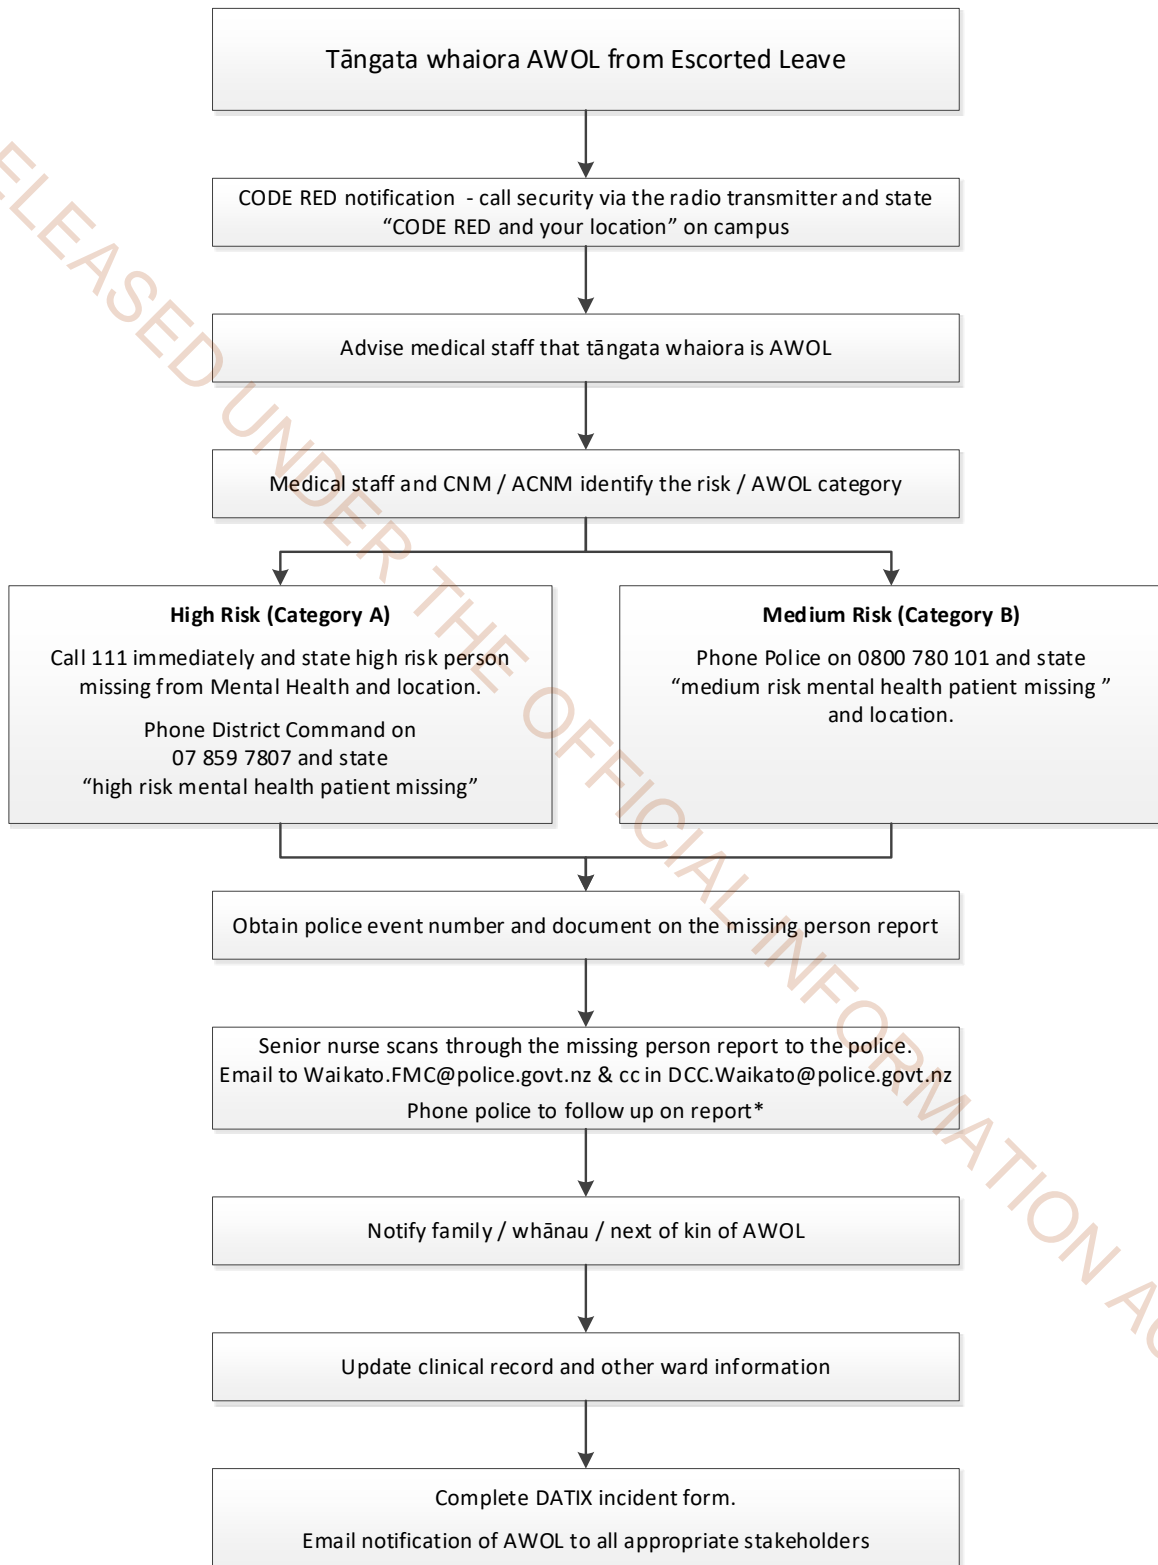 Tāngata whaiora AWOL from Escorted Leave
CODE RED notification - call security via the radio transmitter and state
“CODE RED and your location” on campus
Advise medical staff that tāngata whaiora is AWOL
Medical staff and CNM / ACNM identify the risk / AWOL category
High Risk (Category A)
Call 111 immediately and state high risk person
missing from Mental Health and location.
Phone District Command on
07 859 7807 and state
“high risk mental health patient missing”
Medium Risk (Category B)
Phone Police on 0800 780 101 and state
“medium risk mental health patient missing ”
and location.
Obtain police event number and document on the missing person report
Senior nurse scans through the missing person report to the police.
Email to Waikato.FMC@police.govt.nz & cc in DCC.Waikato@police.govt.nz
Phone police to follow up on report*
Notify family / whānau / next of kin of AWOL
Update clinical record and other ward information
Complete DATIX incident form.
Email notification of AWOL to all appropriate stakeholders
ELEASED UNDER THE OFFICIAL INFORMATION AC